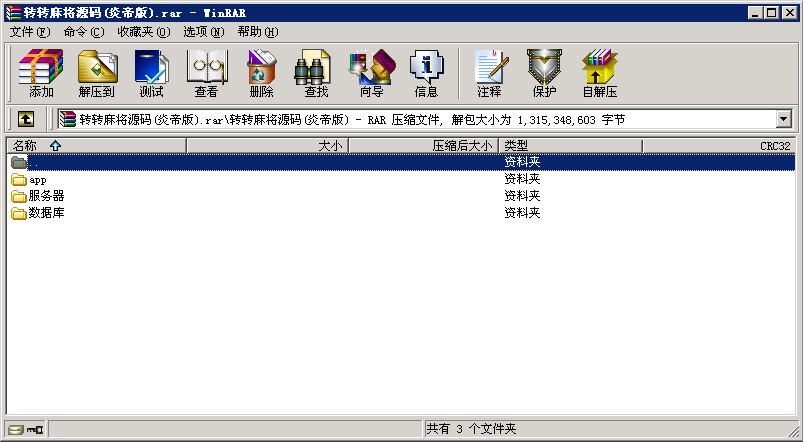 转转麻将源码(炎帝版).rar - WinRAR
文件(F) 命令(C) 收藏夹(O) 选项(N) 帮助(H)
添加 解压到 测试 查看 删除 查找 向导 信息 注释 保护 自解压
转转麻将源码(炎帝版).rar\转转麻将源码(炎帝版) - RAR 压缩文件, 解包大小为 1,315,348,603 字节
名称 大小 压缩后大小 类型 CRC32
.. 资料夹
app 资料夹
服务器 资料夹
数据库 资料夹
共有 3 个文件夹